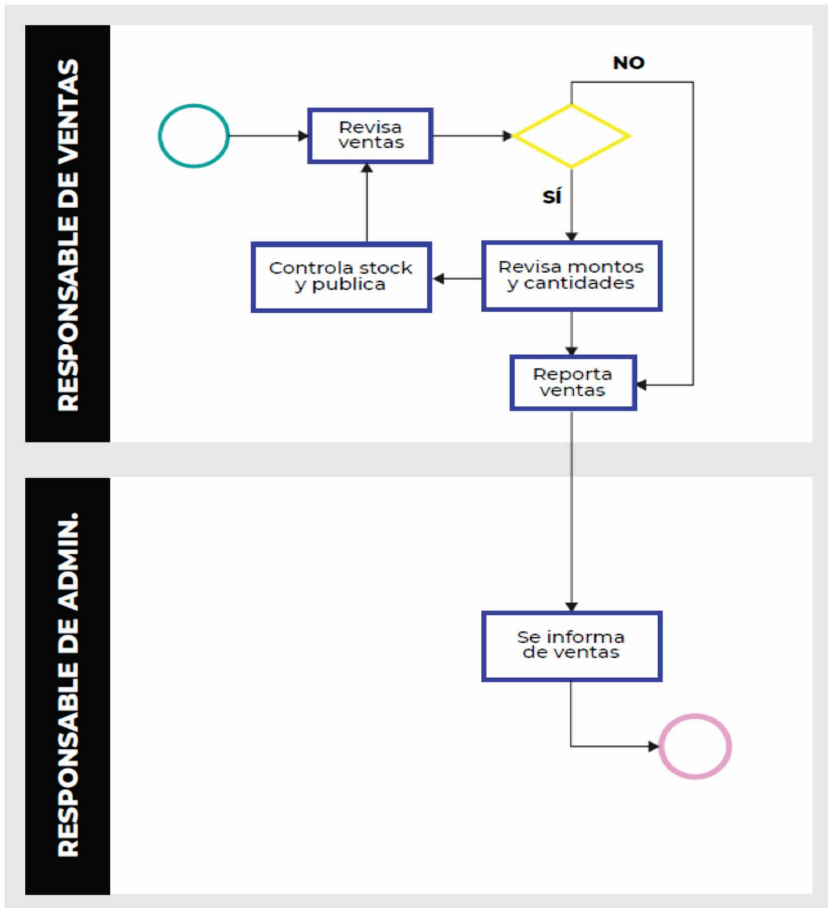 RESPONSABLE DE VENTAS
NO
Revisa
ventas
SÍ
Controla stock
y publica
Revisa montos
y cantidades
Reporta
ventas
RESPONSABLE DE ADMIN.
Se informa
de ventas